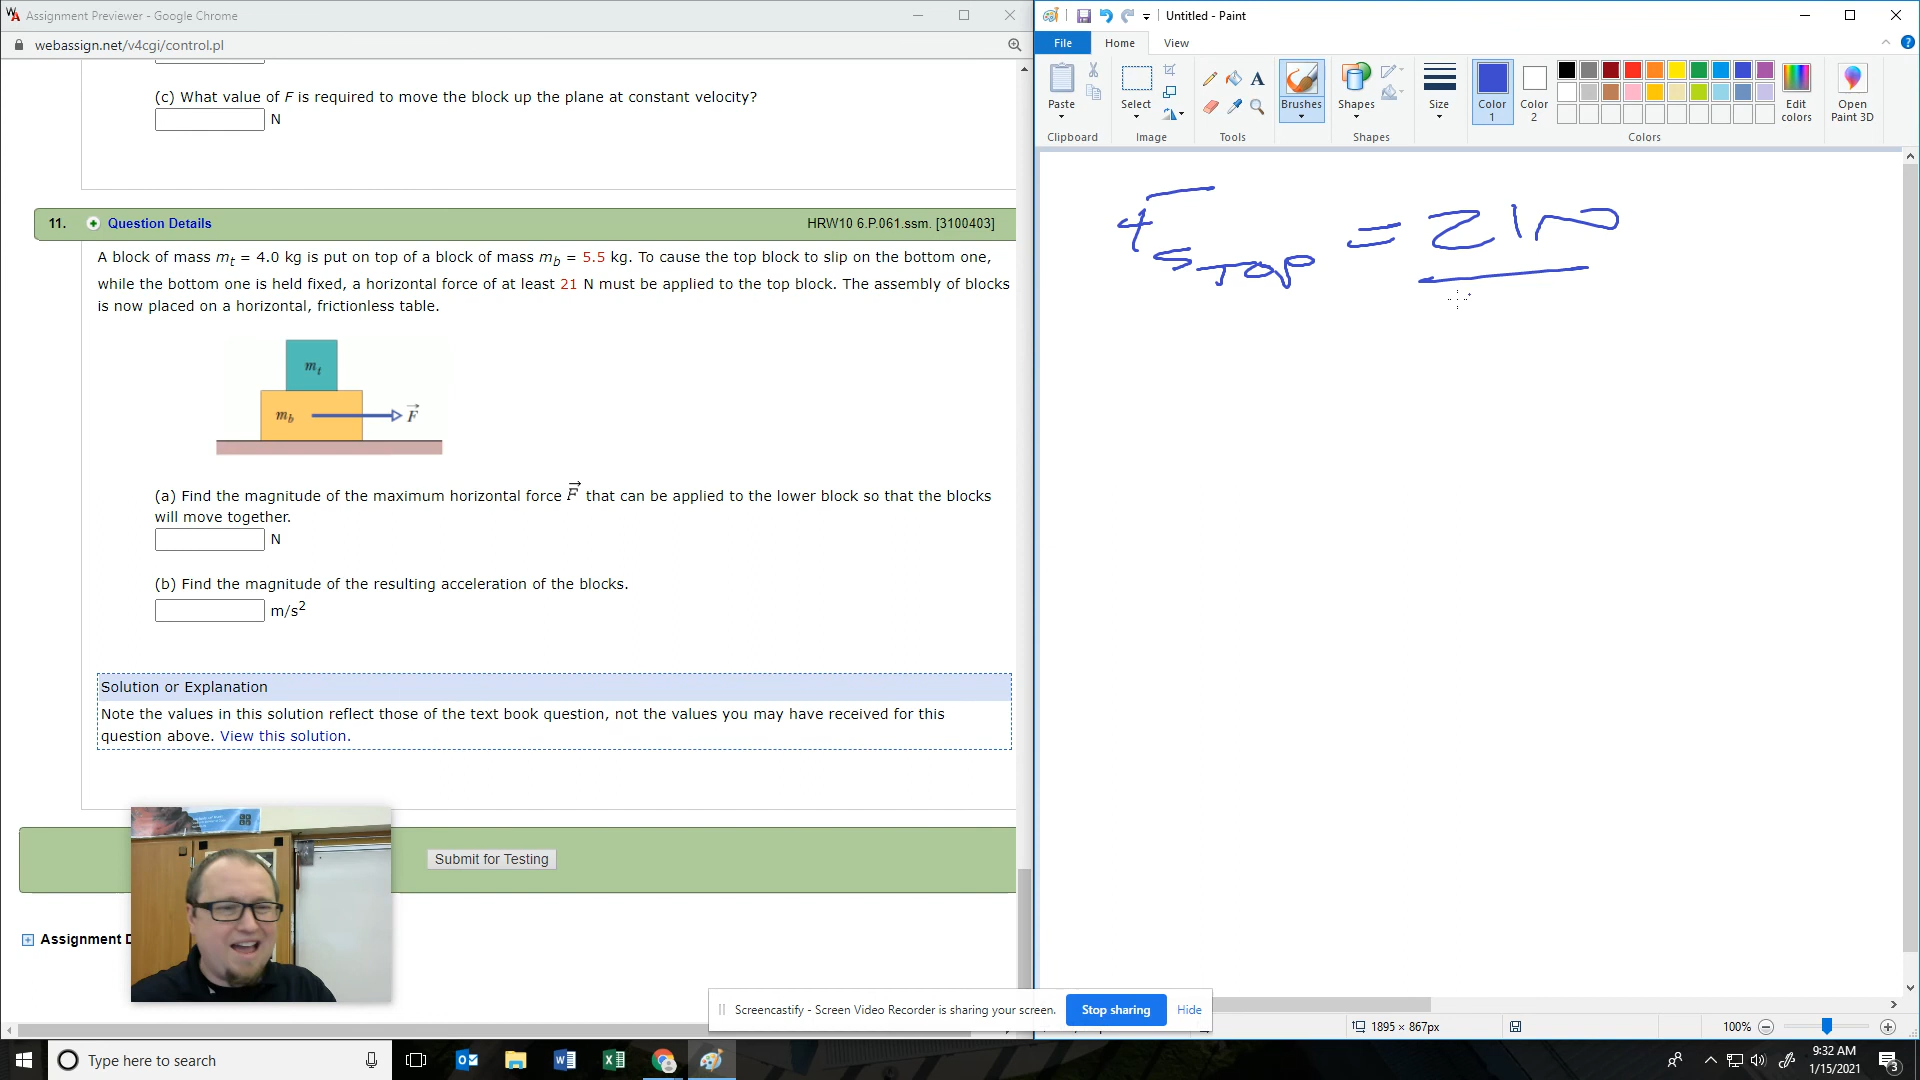 Assignment Previewer - Google Chrome
webassign.net/v4cgi/control.pl
(c) What value of F is required to move the block up the plane at constant velocity?
N
11. Question Details HRW10 6.P.061.ssm. [3100403]
A block of mass mt = 4.0 kg is put on top of a block of mass mb = 5.5 kg. To cause the top block to slip on the bottom one,
while the bottom one is held fixed, a horizontal force of at least 21 N must be applied to the top block. The assembly of blocks
is now placed on a horizontal, frictionless table.
mt
mb F
(a) Find the magnitude of the maximum horizontal force F that can be applied to the lower block so that the blocks
will move together.
N
(b) Find the magnitude of the resulting acceleration of the blocks.
m/s2
Solution or Explanation
Note the values in this solution reflect those of the text book question, not the values you may have received for this
question above. View this solution.
Submit for Testing
Assignment D
Screencastify - Screen Video Recorder is sharing your screen. Stop sharing Hide
Untitled - Paint
File Home View
Paste Select Brushes Shapes Size Color 1 Color 2 Edit colors Open Paint 3D
Clipboard Image Tools Shapes Colors
fs TOP = 21N
1895 × 867px 100%
Type here to search
9:32 AM
1/15/2021
3